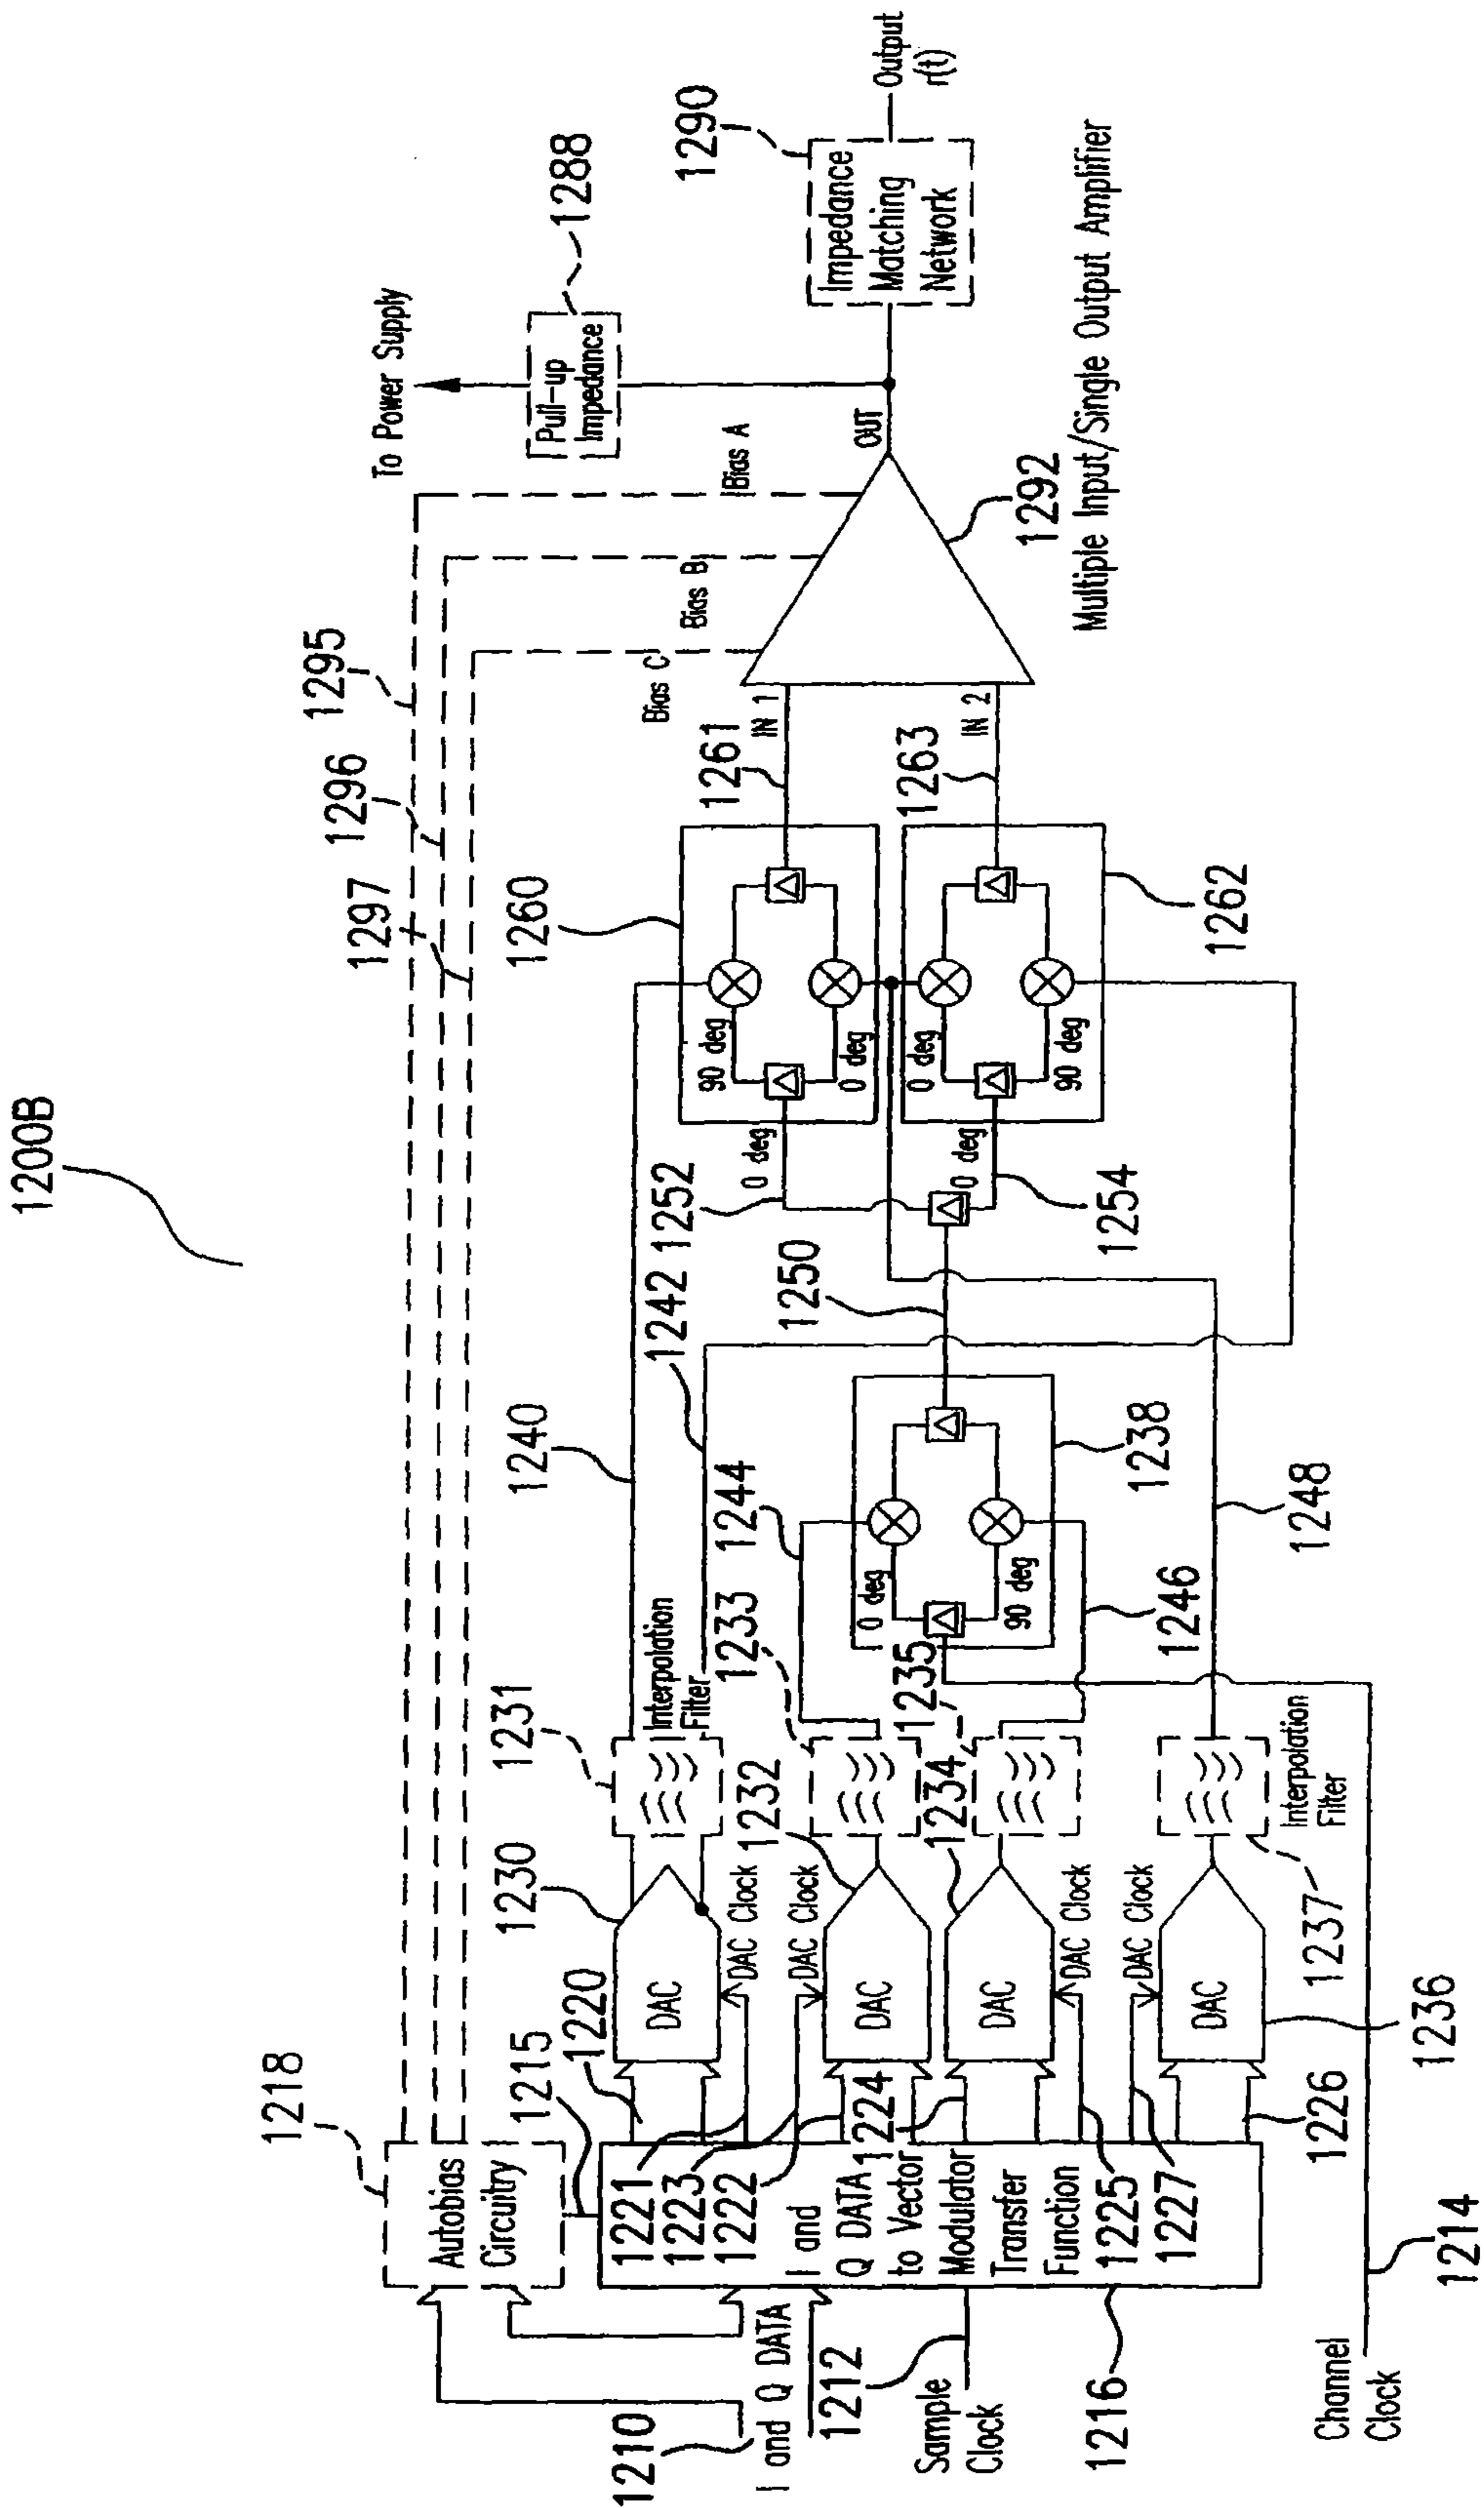 1200B
1218
1295
1296
1297
To Power Supply
1288
Pull-up
Impedance
Bias A
Bias B
Bias C
1290
Impedance
Matching
Network
Output
r(t)
OUT
1292
Multiple Input/Single Output Amplifier
Autobias
Circuitry
1215
1220
1230
DAC
DAC Clock
1231
Interpolation
Filter
1240
1242
1260
90 deg
0 deg
1261
IN 1
1252
0 deg
1221
1223
1222
DAC Clock
1232
DAC
1233
1244
1250
0 deg
90 deg
1238
1263
IN 2
0 deg
90 deg
1262
0 deg
1254
1210
I and Q DATA
1212
Sample
Clock
1216
I and
Q DATA
to Vector
Modulator
Transfer
Function
1224
1225
1227
1234
DAC
DAC Clock
1235
1246
DAC Clock
DAC
1226
1236
1237
Interpolation
Filter
1248
Channel
Clock
1214